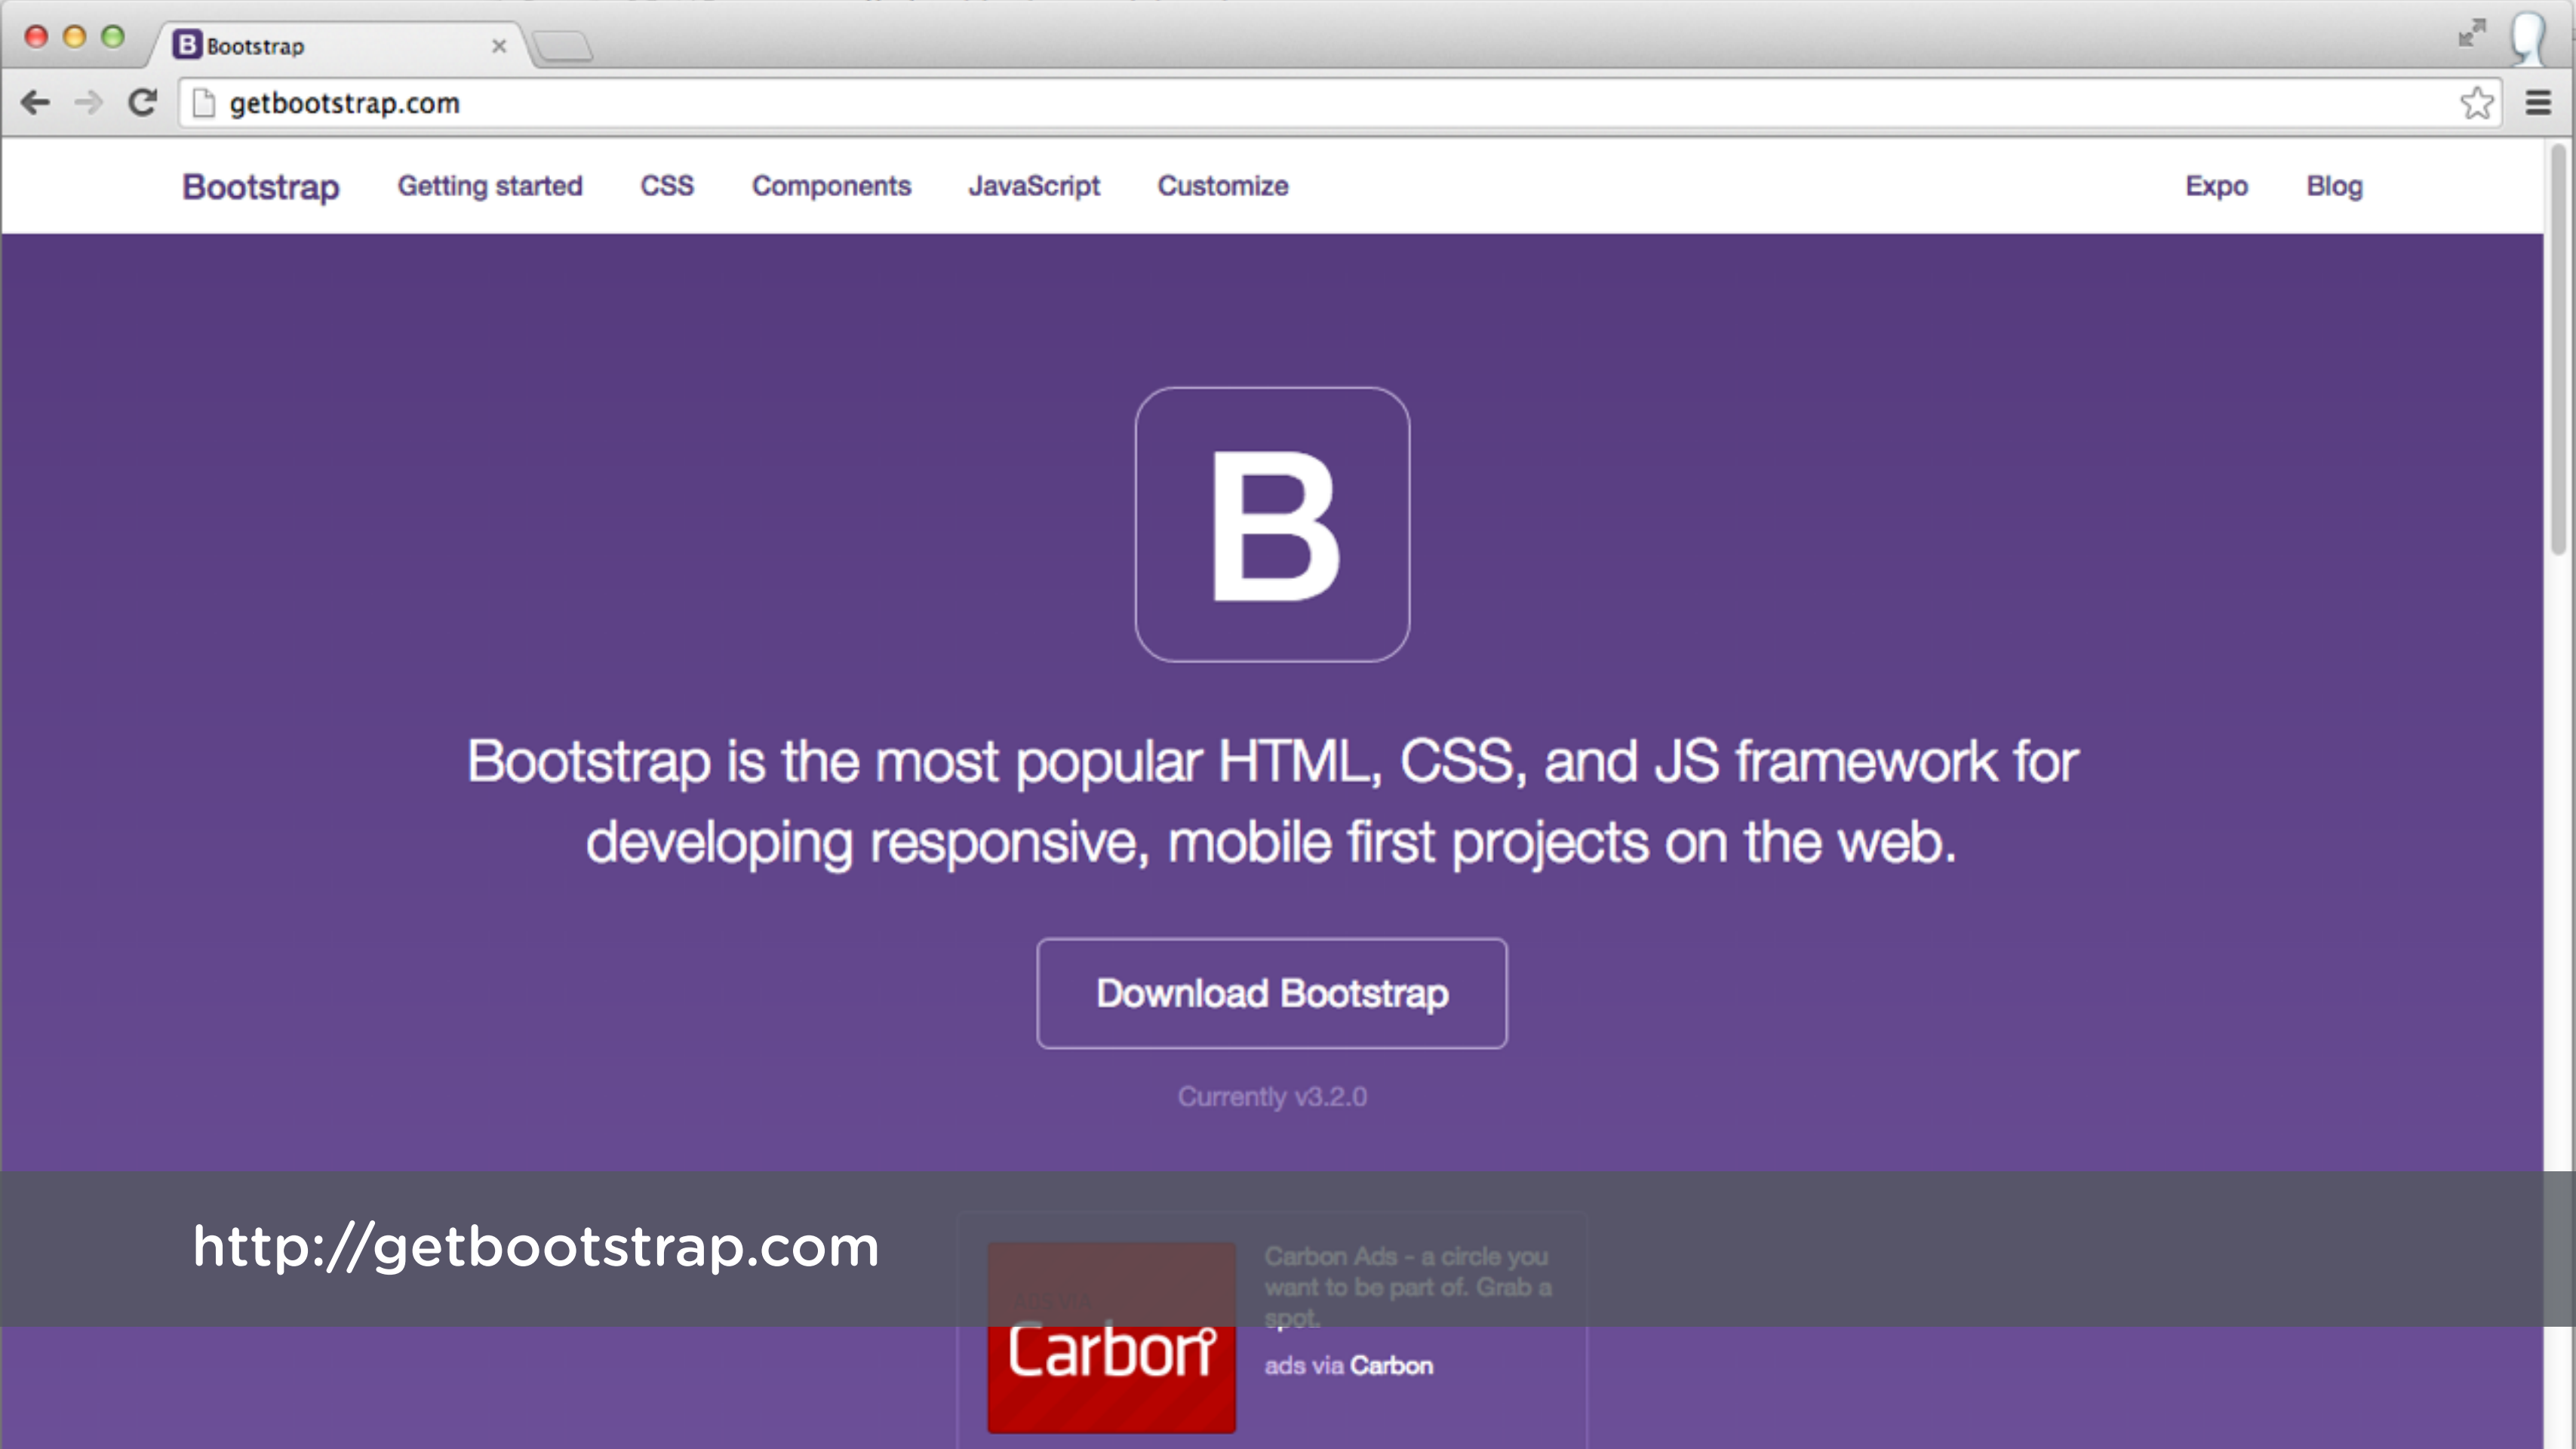 Bootstrap
getbootstrap.com
Bootstrap Getting started CSS Components JavaScript Customize Expo Blog
B
Bootstrap is the most popular HTML, CSS, and JS framework for
developing responsive, mobile first projects on the web.
Download Bootstrap
Currently v3.2.0
http://getbootstrap.com
ADS VIA
Carbon
Carbon Ads - a circle you
want to be part of. Grab a
spot.
ads via Carbon